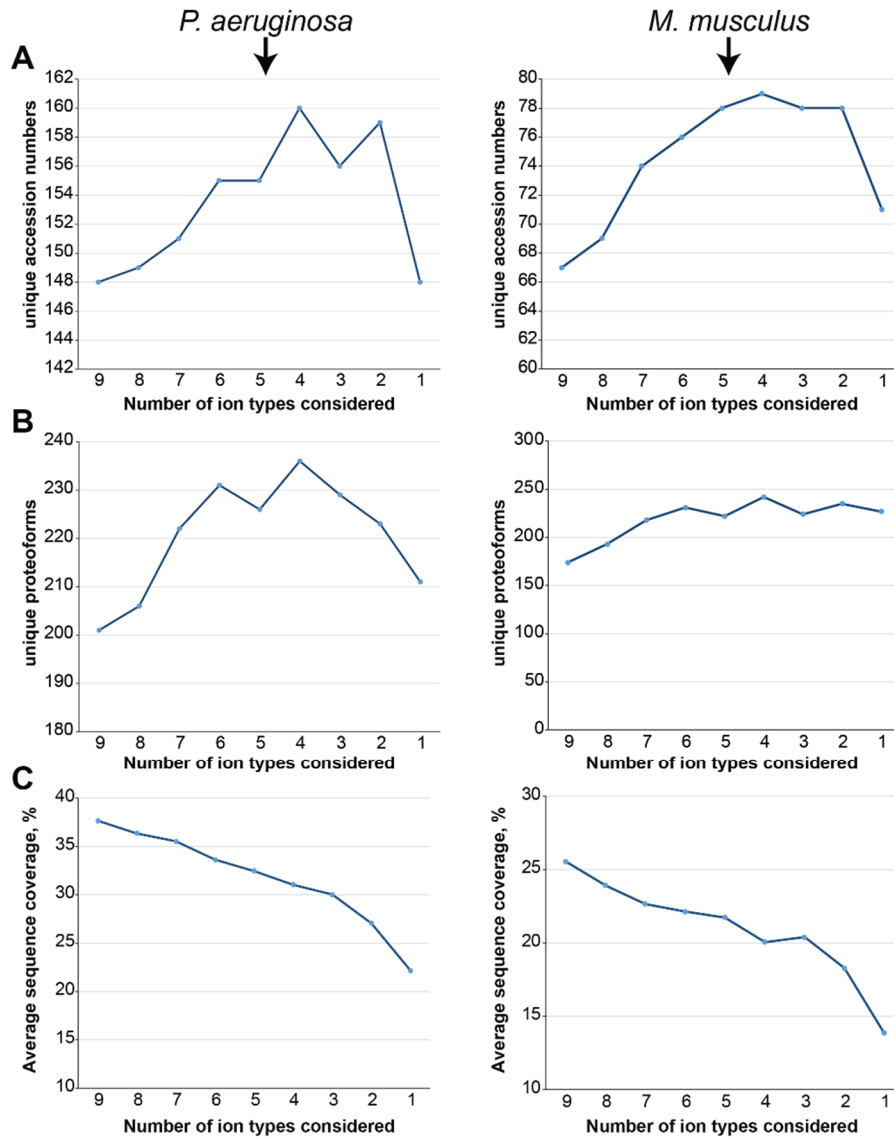 P. aeruginosa
M. musculus
A
unique accession numbers
162
160
158
156
154
152
150
148
146
144
142
9 8 7 6 5 4 3 2 1
Number of ion types considered
unique accession numbers
80
78
76
74
72
70
68
66
64
62
60
9 8 7 6 5 4 3 2 1
Number of ion types considered
B
unique proteoforms
240
230
220
210
200
190
180
9 8 7 6 5 4 3 2 1
Number of ion types considered
unique proteoforms
300
250
200
150
100
50
0
9 8 7 6 5 4 3 2 1
Number of ion types considered
C
Average sequence coverage, %
40
35
30
25
20
15
10
9 8 7 6 5 4 3 2 1
Number of ion types considered
Average sequence coverage, %
30
25
20
15
10
9 8 7 6 5 4 3 2 1
Number of ion types considered